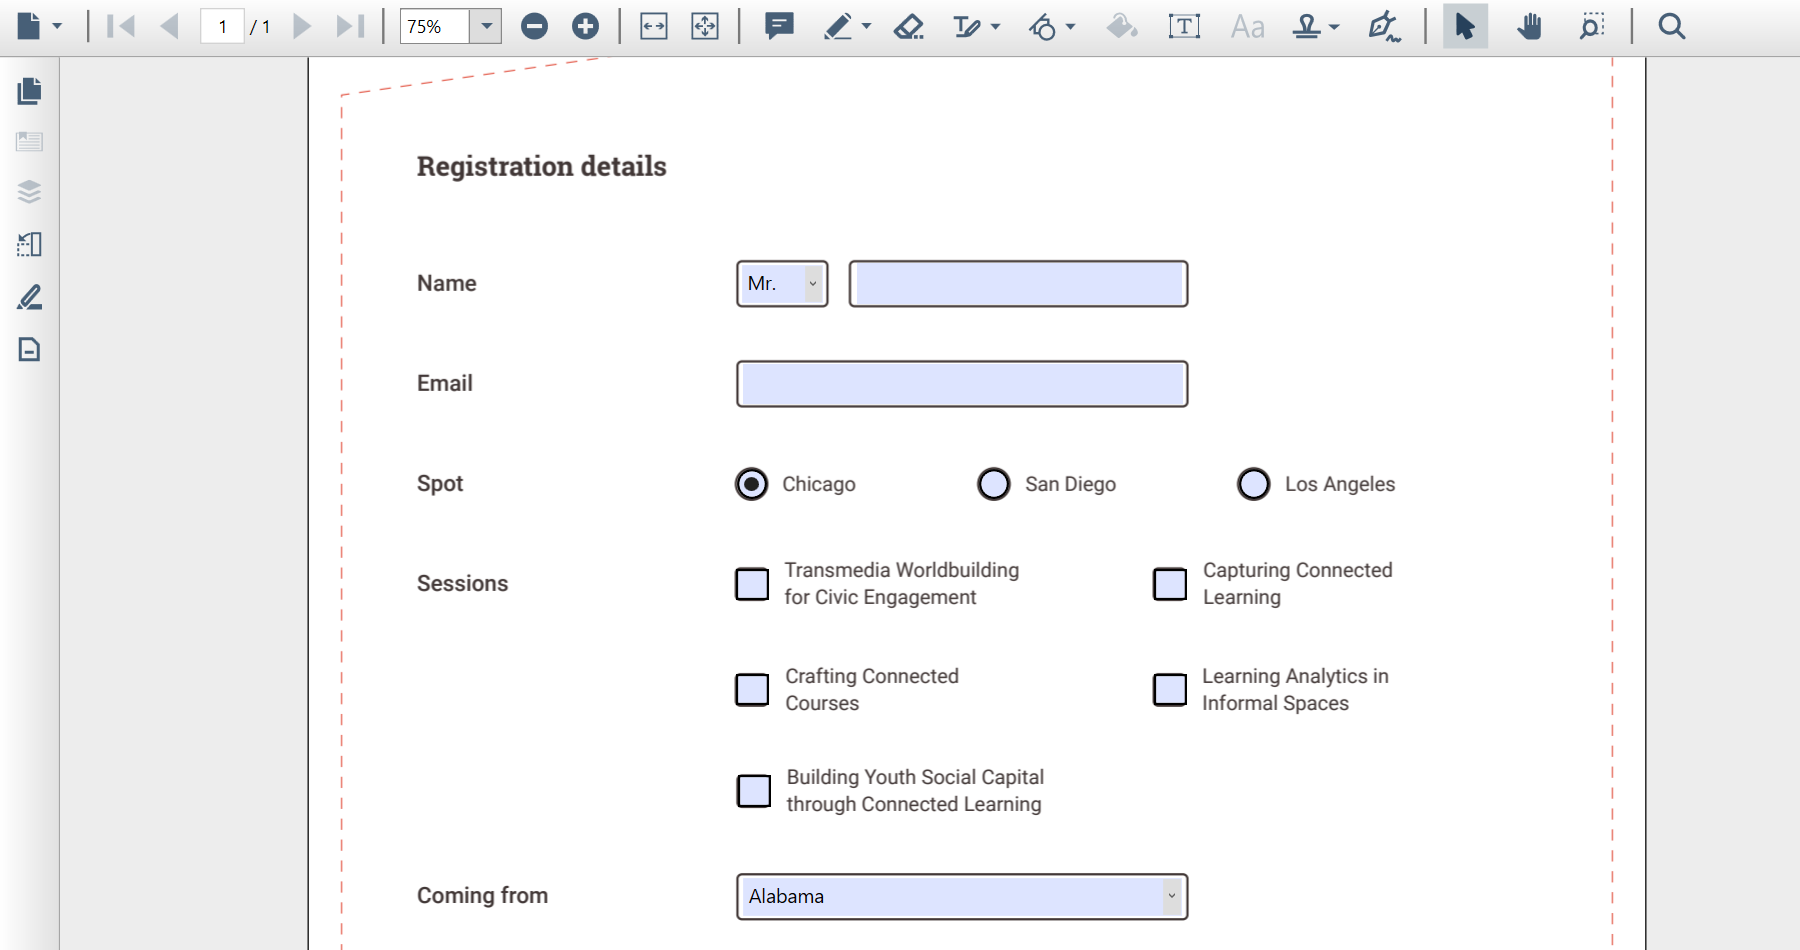 1 / 1 75% T Aa
Registration details
Name Mr.
Email
Spot Chicago San Diego Los Angeles
Sessions
Transmedia Worldbuilding
for Civic Engagement
Capturing Connected
Learning
Crafting Connected
Courses
Learning Analytics in
Informal Spaces
Building Youth Social Capital
through Connected Learning
Coming from Alabama